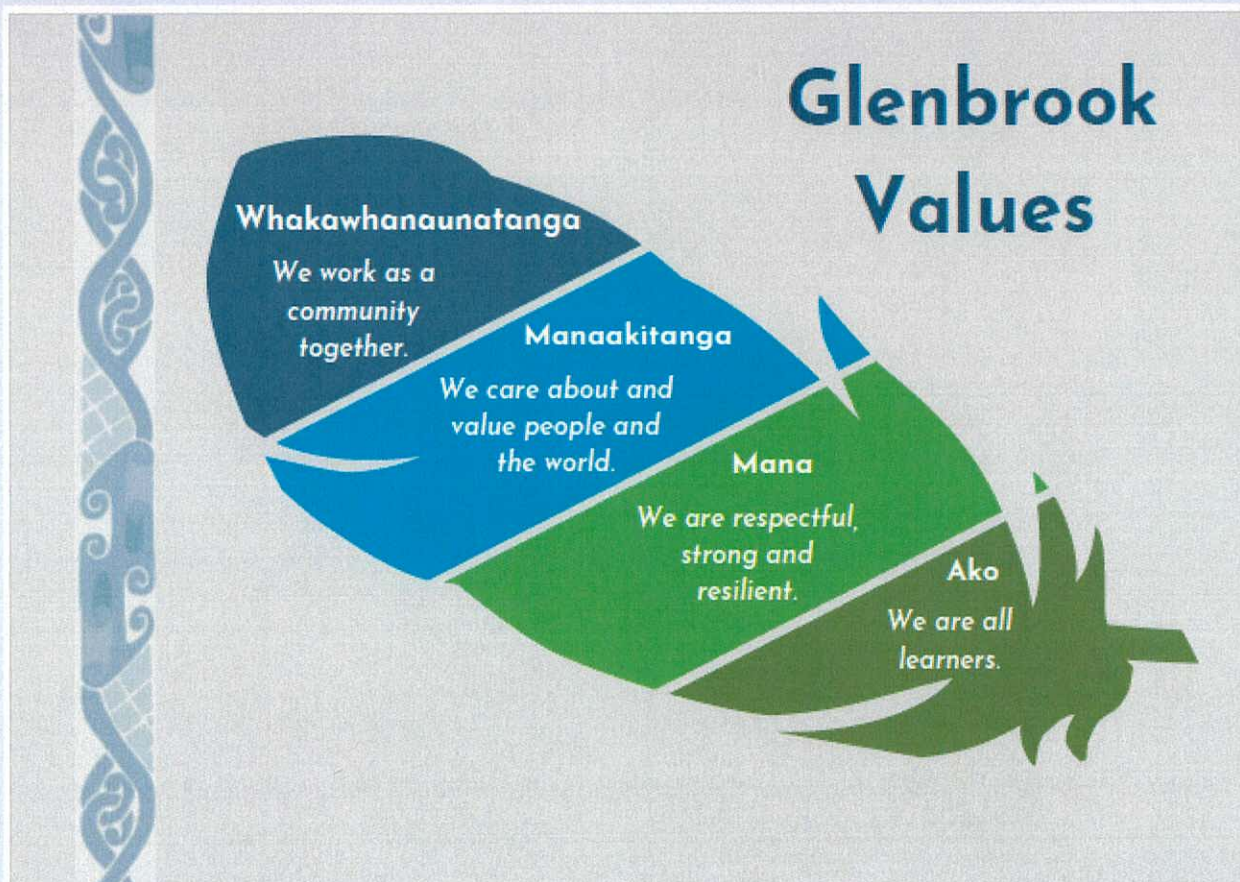 Glenbrook
Values
Whakawhanaunatanga
We work as a
community
together.
Manaakitanga
We care about and
value people and
the world.
Mana
We are respectful,
strong and
resilient.
Ako
We are all
learners.